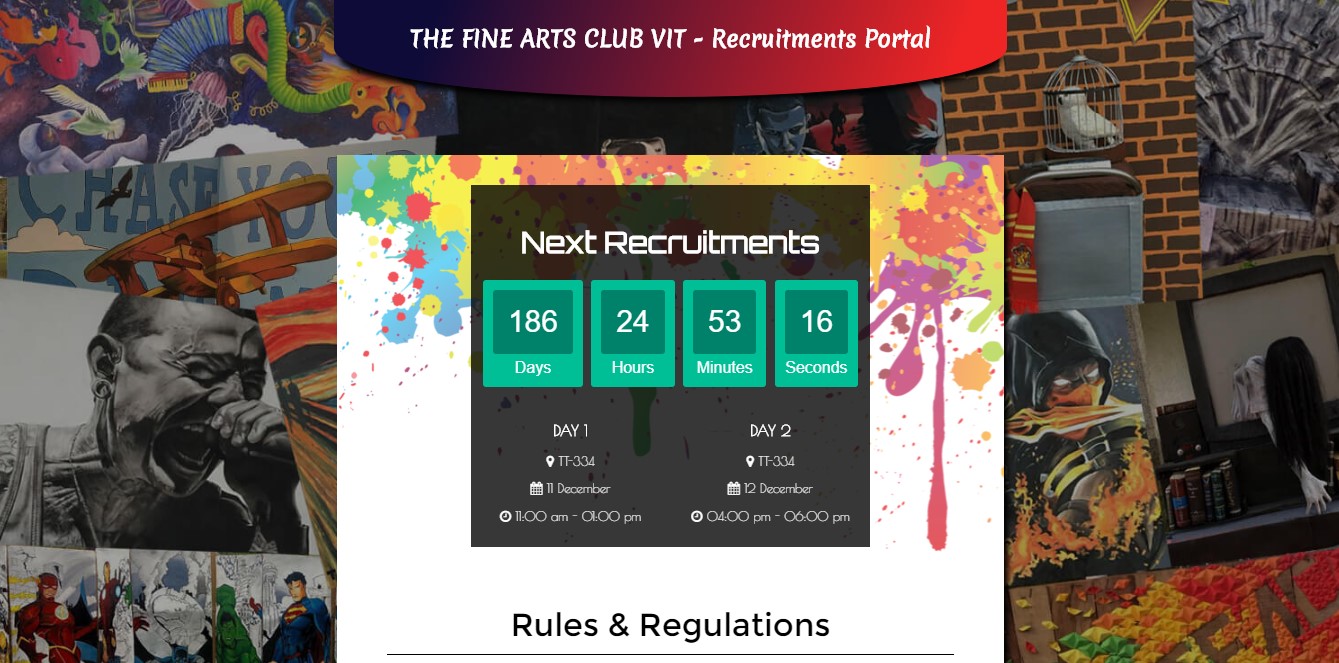 THE FINE ARTS CLUB VIT - Recruitments Portal
CHASE YOU
Next Recruitments
186
24
53
16
Days
Hours
Minutes
Seconds
DAY 1
DAY 2
TT-334
TT-334
11 December
12 December
11:00 am - 01:00 pm
04:00 pm - 06:00 pm
Rules & Regulations